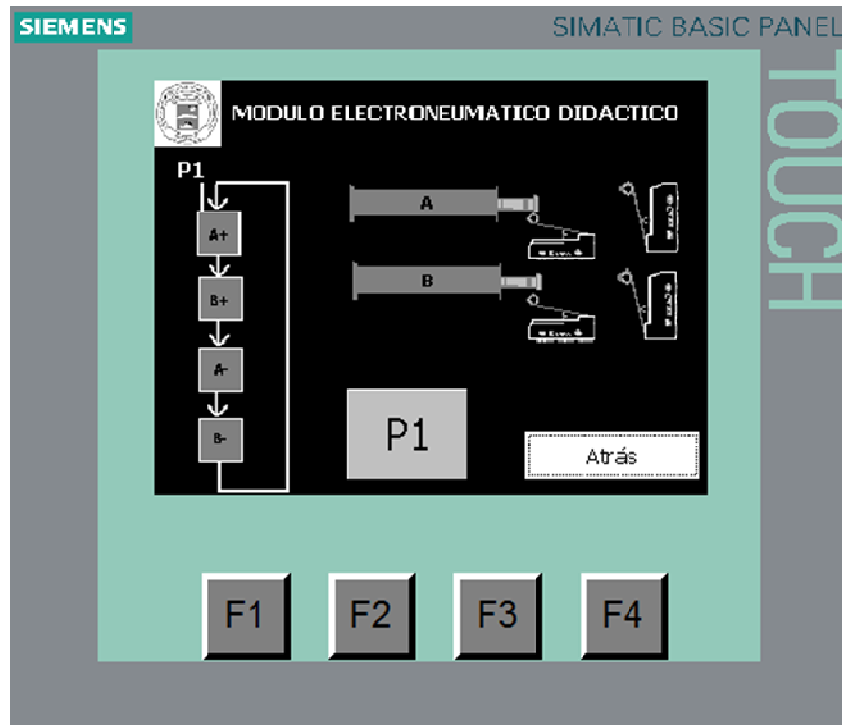 SIEMENS
SIMATIC BASIC PANEL
TOUCH
MODULO ELECTRONEUMATICO DIDACTICO
P1
A+
B+
A-
B-
A
B
P1
Atrás
F1 F2 F3 F4